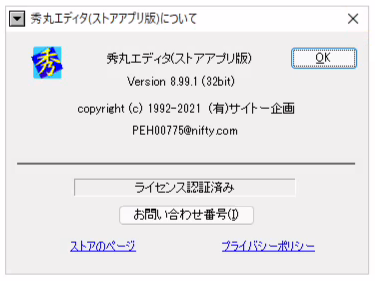 秀丸エディタ(ストアアプリ版)について
秀
秀丸エディタ(ストアアプリ版)
OK
Version 8.99.1 (32bit)
copyright (c) 1992-2021 (有)サイトー企画
PEH00775@nifty.com
ライセンス認証済み
お問い合わせ番号(I)
ストアのページ プライバシーポリシー